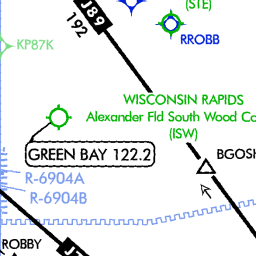 J89
192
(STE)
RROBB
KP87K
WISCONSIN RAPIDS
Alexander Fld South Wood Co
(ISW)
GREEN BAY 122.2
BGOSH
R-6904A
R-6904B
ROBBY